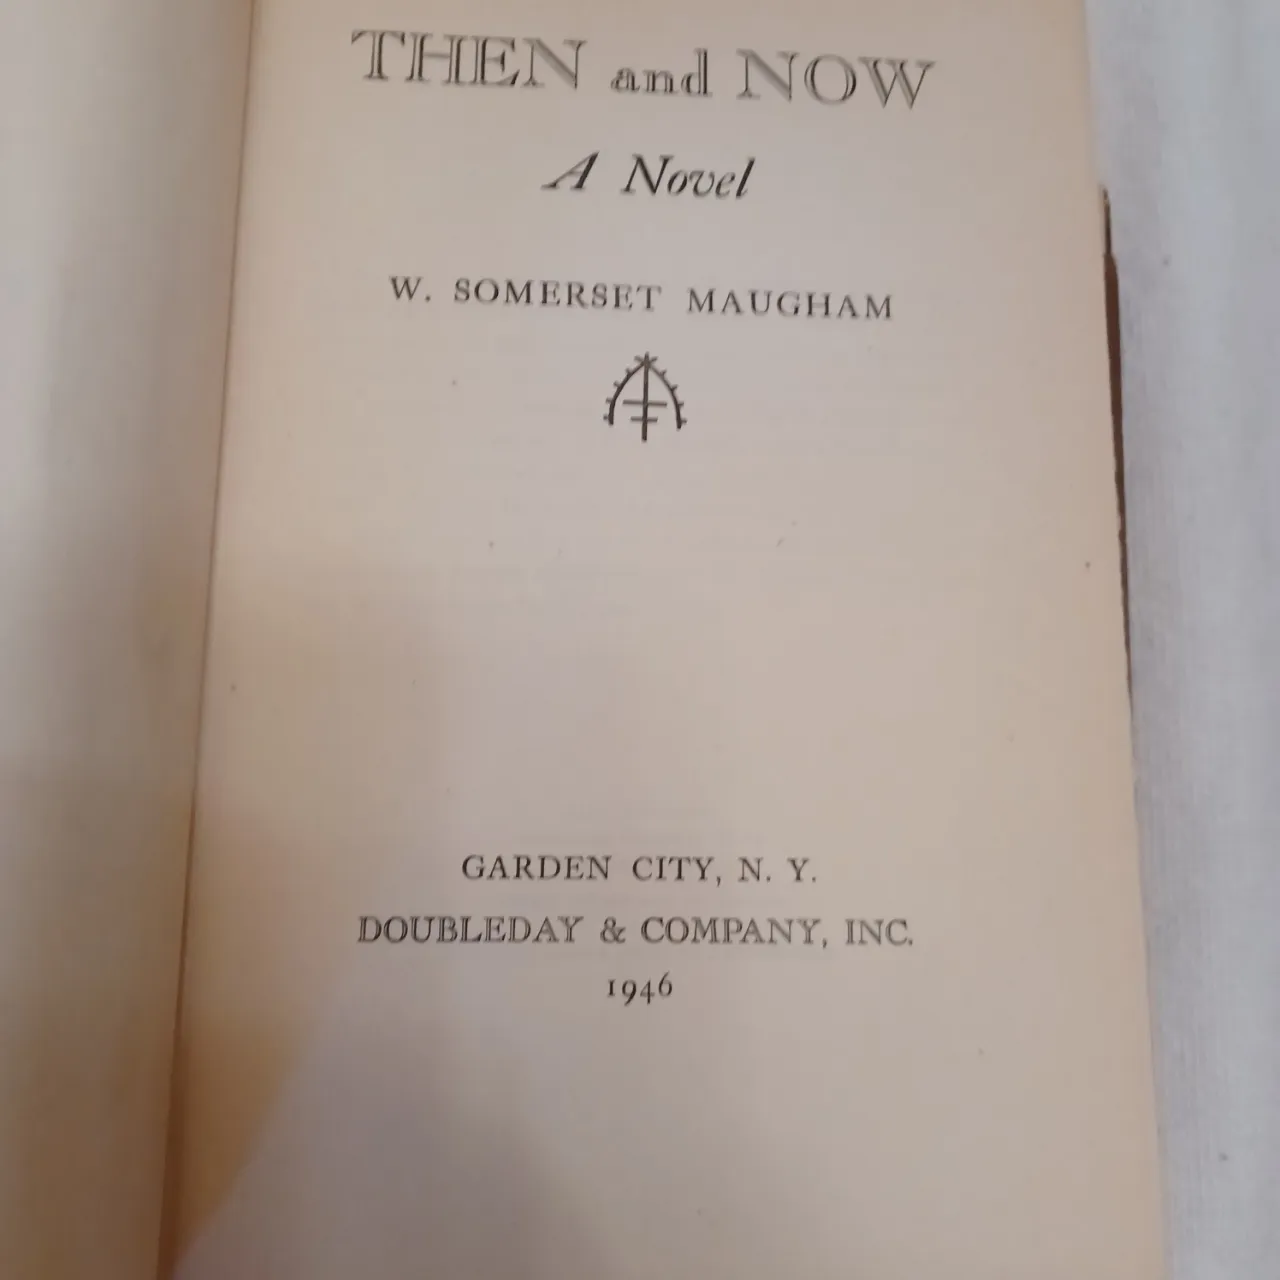 THEN and NOW
A Novel
W. SOMERSET MAUGHAM
GARDEN CITY, N. Y.
DOUBLEDAY & COMPANY, INC.
1946